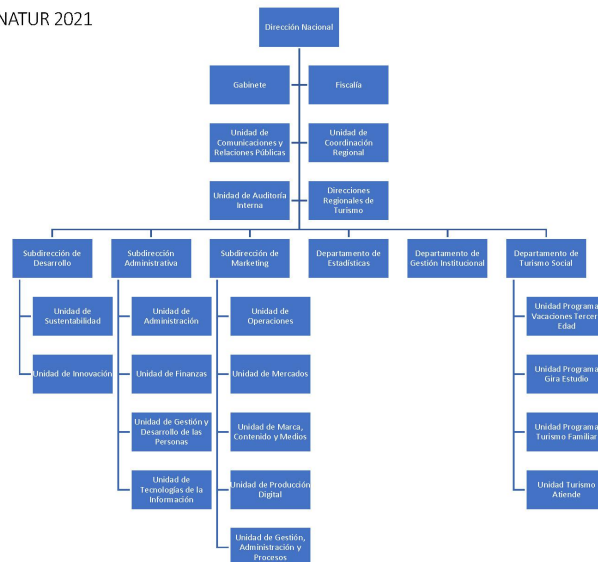 NATUR 2021
Dirección Nacional
Gabinete
Fiscalía
Unidad de
Comunicaciones y
Relaciones Públicas
Unidad de
Coordinación
Regional
Unidad de Auditoría
Interna
Direcciones
Regionales de
Turismo
Subdirección de
Desarrollo
Subdirección
Administrativa
Subdirección de
Marketing
Departamento de
Estadísticas
Departamento de
Gestión Institucional
Departamento de
Turismo Social
Unidad de
Sustentabilidad
Unidad de Innovación
Unidad de
Administración
Unidad de Finanzas
Unidad de Gestión y
Desarrollo de las
Personas
Unidad de
Tecnologías de la
Información
Unidad de
Operaciones
Unidad de Mercados
Unidad de Marca,
Contenido y Medios
Unidad de Producción
Digital
Unidad de Gestión,
Administración y
Procesos
Unidad Programa
Vacaciones Tercer
Edad
Unidad Programa
Gira Estudio
Unidad Programa
Turismo Familiar
Unidad Turismo
Atiende